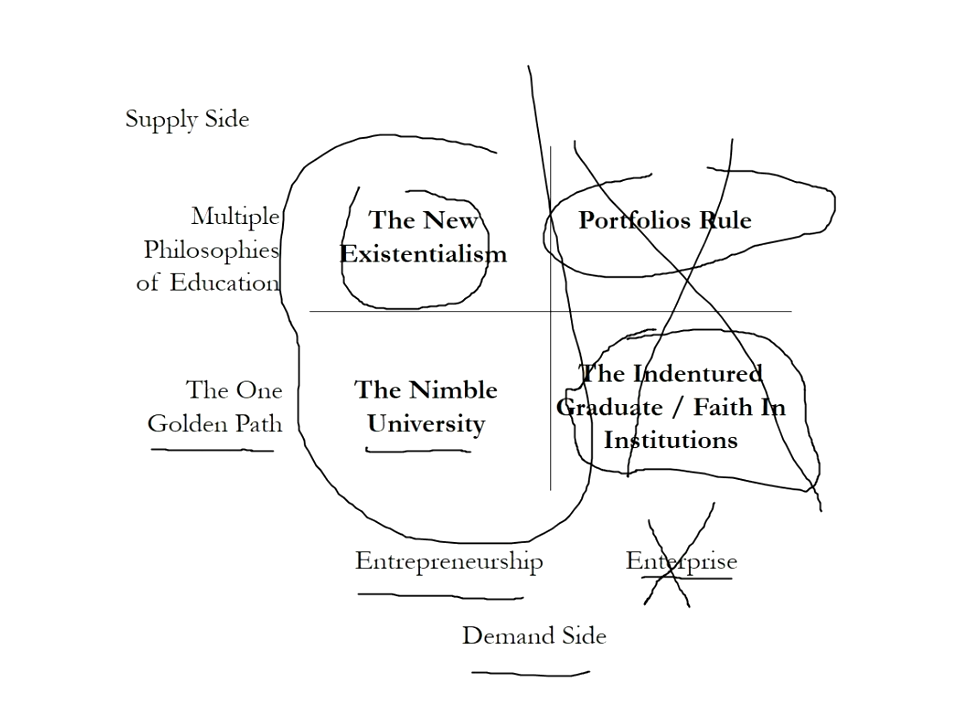 Supply Side
Multiple
Philosophies
of Education
The New
Existentialism
Portfolios Rule
The One
Golden Path
The Nimble
University
The Indentured
Graduate / Faith In
Institutions
Entrepreneurship
Enterprise
Demand Side